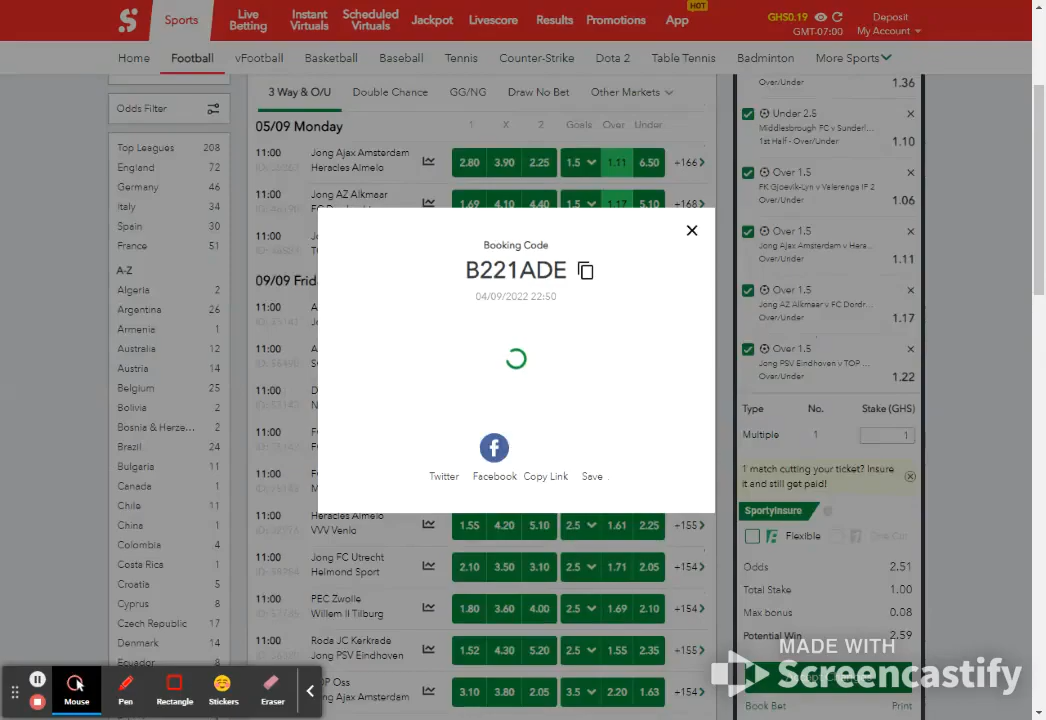 HOT
Sports
Live
Betting
Instant
Virtuals
Scheduled
Virtuals
Jackpot
Livescore
Results
Promotions
App
GHS0.19
Deposit
GMT-07:00
My Account
Home
Football
vFootball
Basketball
Baseball
Tennis
Counter-Strike
Dota 2
Table Tennis
Badminton
More Sports
Odds Filter
Top Leagues 208
England 72
Germany 46
Italy 34
Spain 30
France 51
A-Z
Algeria 2
Argentina 26
Armenia 1
Australia 12
Austria 14
Belgium 25
Bolivia 2
Bosnia & Herze... 2
Brazil 24
Bulgaria 11
Canada 1
Chile 11
China 1
Colombia 4
Costa Rica 1
Croatia 5
Cyprus 8
Czech Republic 17
Denmark 14
Ecuador
3 Way & O/U
Double Chance
GG/NG
Draw No Bet
Other Markets
05/09 Monday 1 X 2 Goals Over Under
11:00 Jong Ajax Amsterdam
Heracles Almelo
2.80 3.90 2.25 1.5 1.11 6.50 +166
11:00 Jong AZ Alkmaar
1.69 4.10 4.40 1.5 1.17 5.10 +168
11:00
09/09
11:00
11:00
11:00
11:00
11:00
11:00 Heracles Almelo
VVV Venlo
1.55 4.20 5.10 2.5 1.61 2.25 +155
11:00 Jong FC Utrecht
Helmond Sport
2.10 3.50 3.10 2.5 1.71 2.05 +154
11:00 PEC Zwolle
Willem II Tilburg
1.80 3.60 4.00 2.5 1.69 2.10 +154
11:00 Roda JC Kerkrade
Jong PSV Eindhoven
1.52 4.30 5.20 2.5 1.55 2.35 +155
Oss
Ajax Amsterdam
3.10 3.80 2.05 3.5 2.20 1.63 +154
Booking Code
B221ADE
04/09/2022 22:50
Twitter Facebook Copy Link Save
Over/Under 1.36
Under 2.5
Middlesbrough FC v Sunderl...
1st Half - Over/Under 1.10
Over 1.5
FK Gjoevik-Lyn v Valerenga IF 2
Over/Under 1.06
Over 1.5
Jong Ajax Amsterdam v Hera...
Over/Under 1.11
Over 1.5
Jong AZ Alkmaar v FC Dordr...
Over/Under 1.17
Over 1.5
Jong PSV Eindhoven v TOP ...
Over/Under 1.22
Type No. Stake (GHS)
Multiple 1 1
1 match cutting your ticket? Insure
it and still get paid!
SportyInsure
Flexible
Odds 2.51
Total Stake 1.00
Max bonus 0.08
Potential Win 2.59
Book Bet Print
MADE WITH
Screencastify
Mouse Pen Rectangle Stickers Eraser